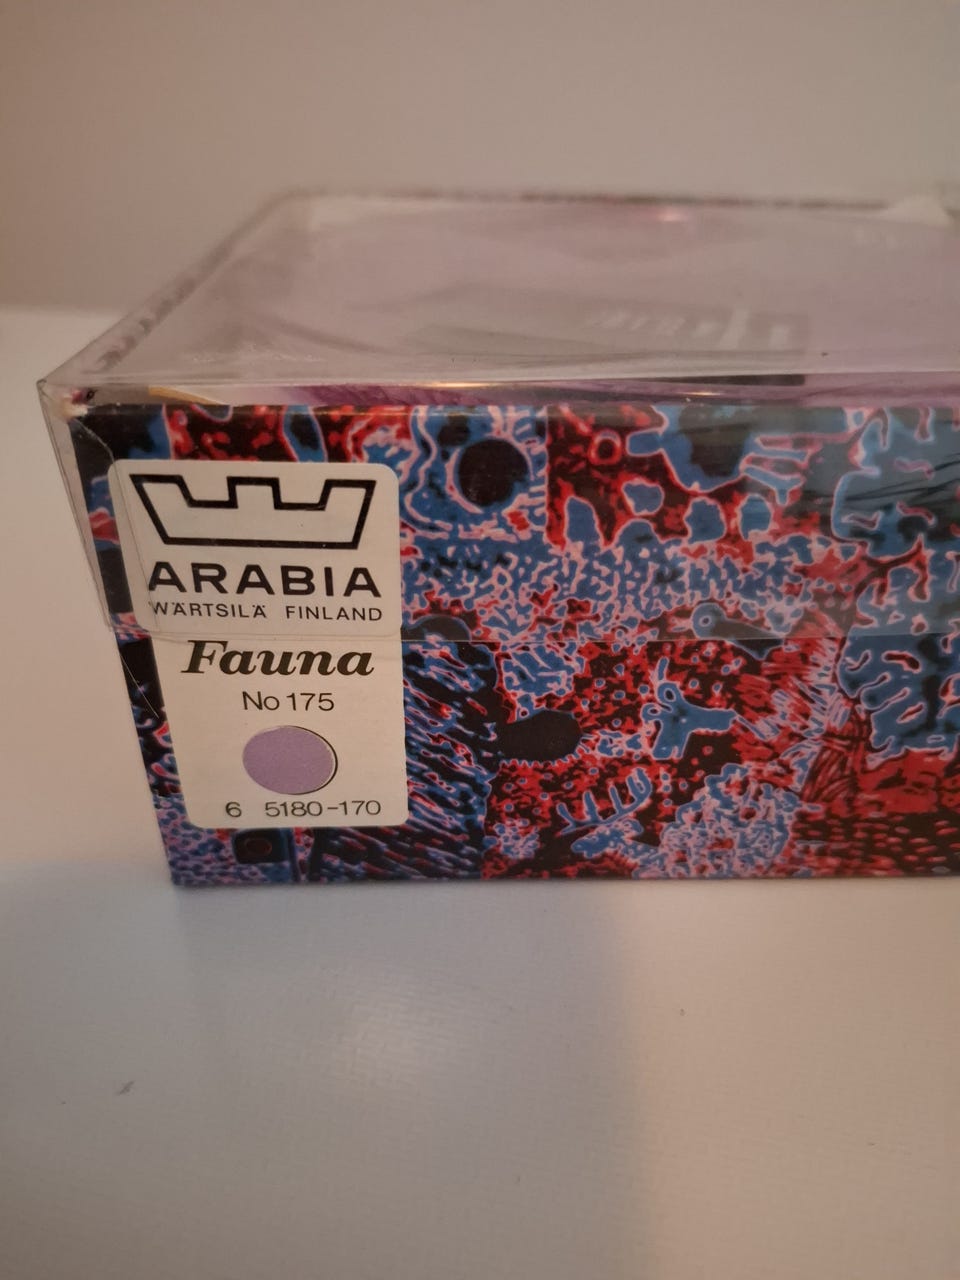 ARABIA
WÄRTSILÄ FINLAND
Fauna
No 175
6 5180-170